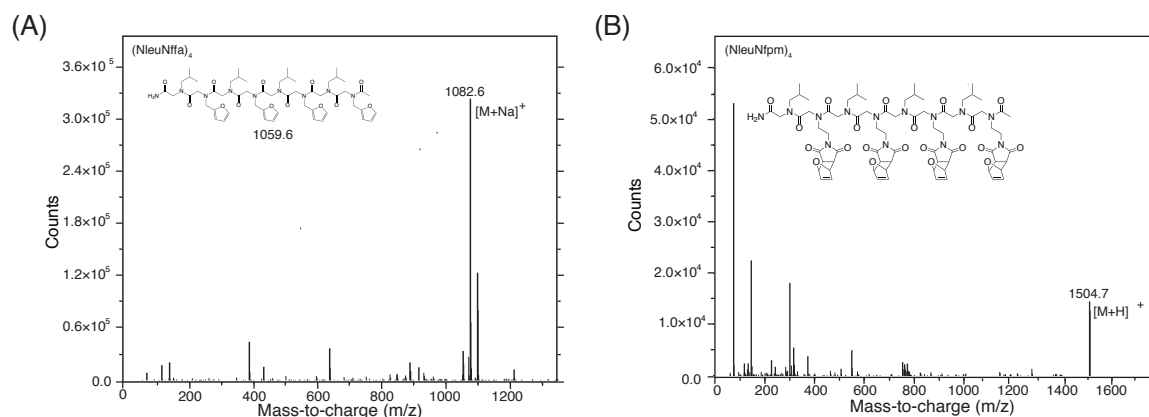 (A)
(NleuNffa)4
3.6×10^5
3.0×10^5
2.4×10^5
1.8×10^5
1.2×10^5
0.6×10^5
0.0
Counts
0 200 400 600 800 1000 1200
Mass-to-charge (m/z)
H2N
O O O O O O O O O
N N N N N N N N
O O O O
1059.6
1082.6
[M+Na]+
(B)
(NleuNfpm)4
6.0×10^4
5.0×10^4
4.0×10^4
3.0×10^4
2.0×10^4
1.0×10^4
0.0
Counts
0 200 400 600 800 1000 1200 1400 1600
Mass-to-charge (m/z)
H2N
O O O O O O O O O
N N N N N N N N
O N O O N O O N O O N O
O O O O
1504.7
[M+H] +